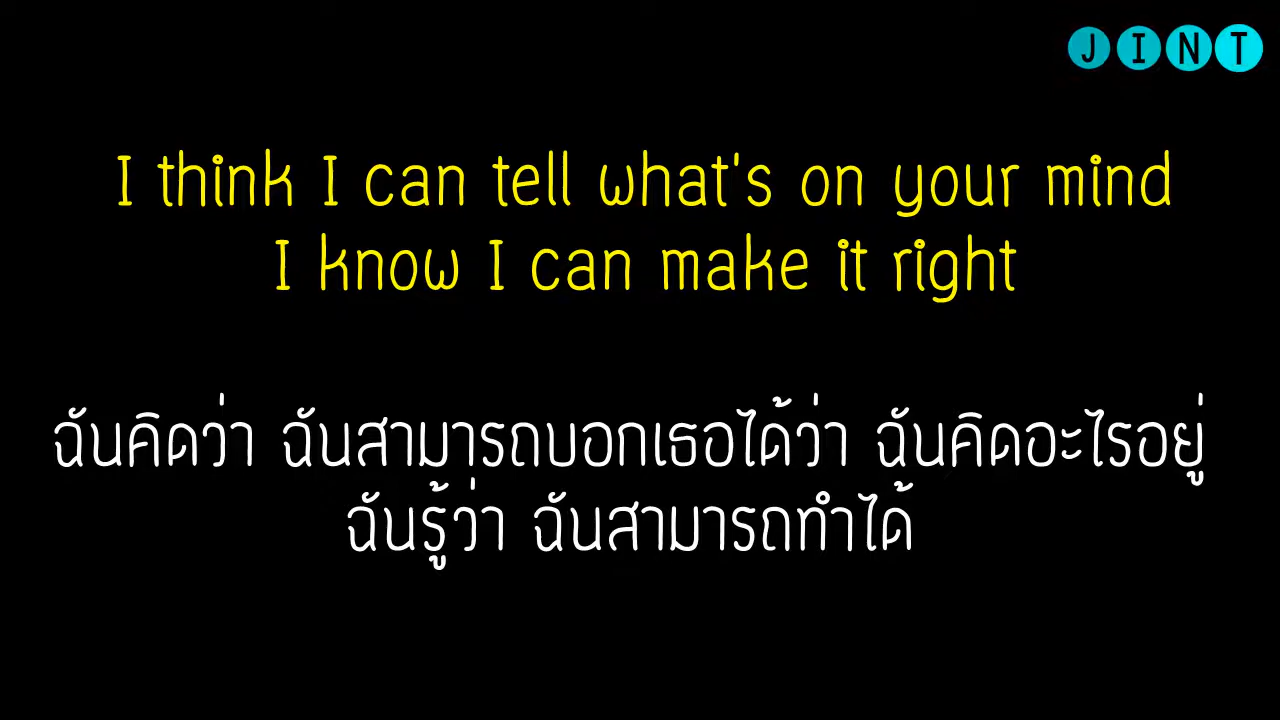 JINT
I think I can tell what's on your mind
I know I can make it right
ฉันคิดว่า ฉันสามารถบอกเธอได้ว่า ฉันคิดอะไรอยู่
ฉันรู้ว่า ฉันสามารถทำได้